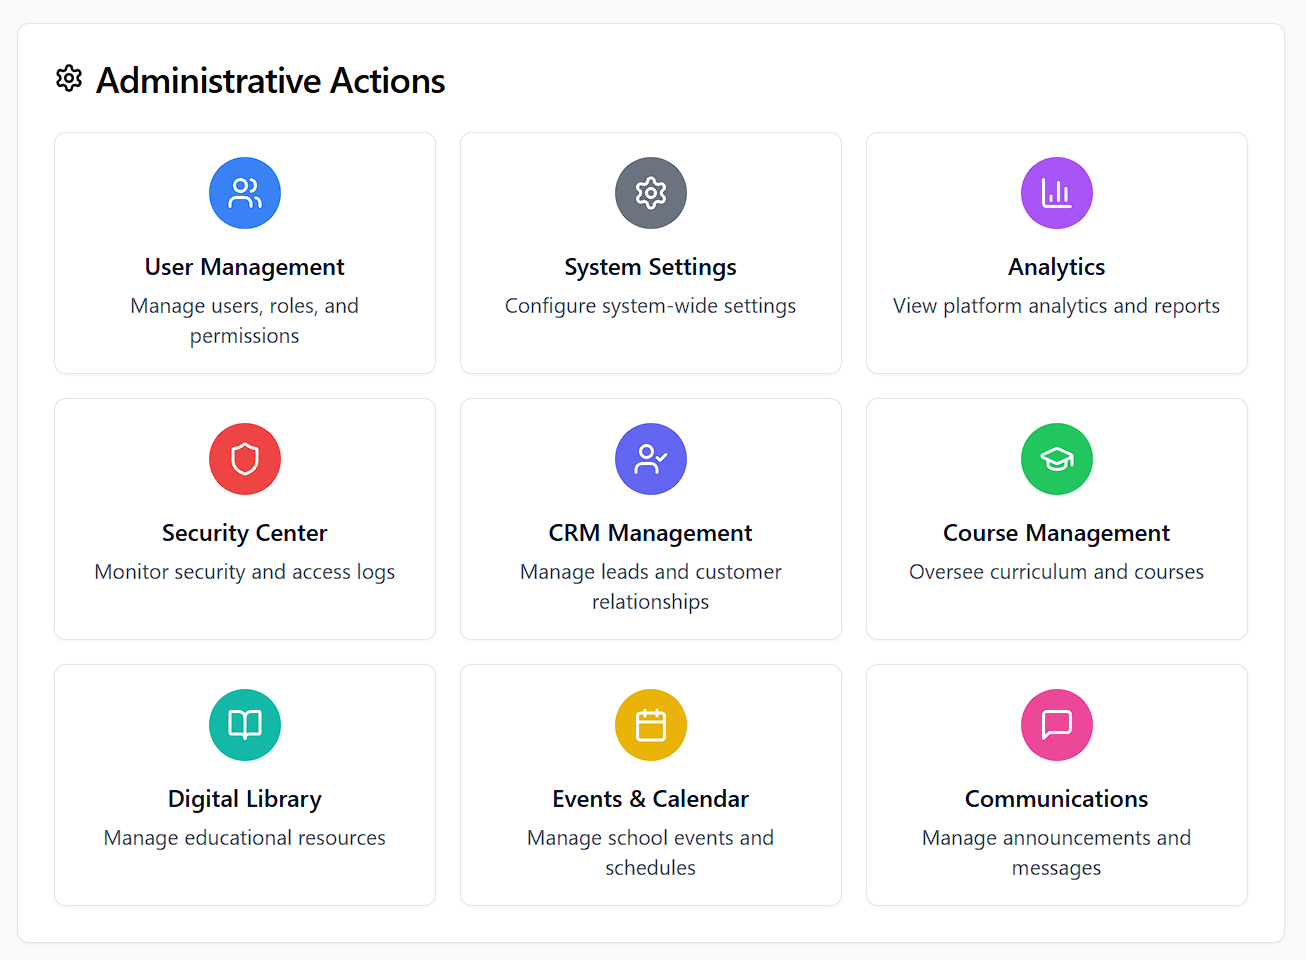 Administrative Actions
User Management
Manage users, roles, and
permissions
System Settings
Configure system-wide settings
Analytics
View platform analytics and reports
Security Center
Monitor security and access logs
CRM Management
Manage leads and customer
relationships
Course Management
Oversee curriculum and courses
Digital Library
Manage educational resources
Events & Calendar
Manage school events and
schedules
Communications
Manage announcements and
messages